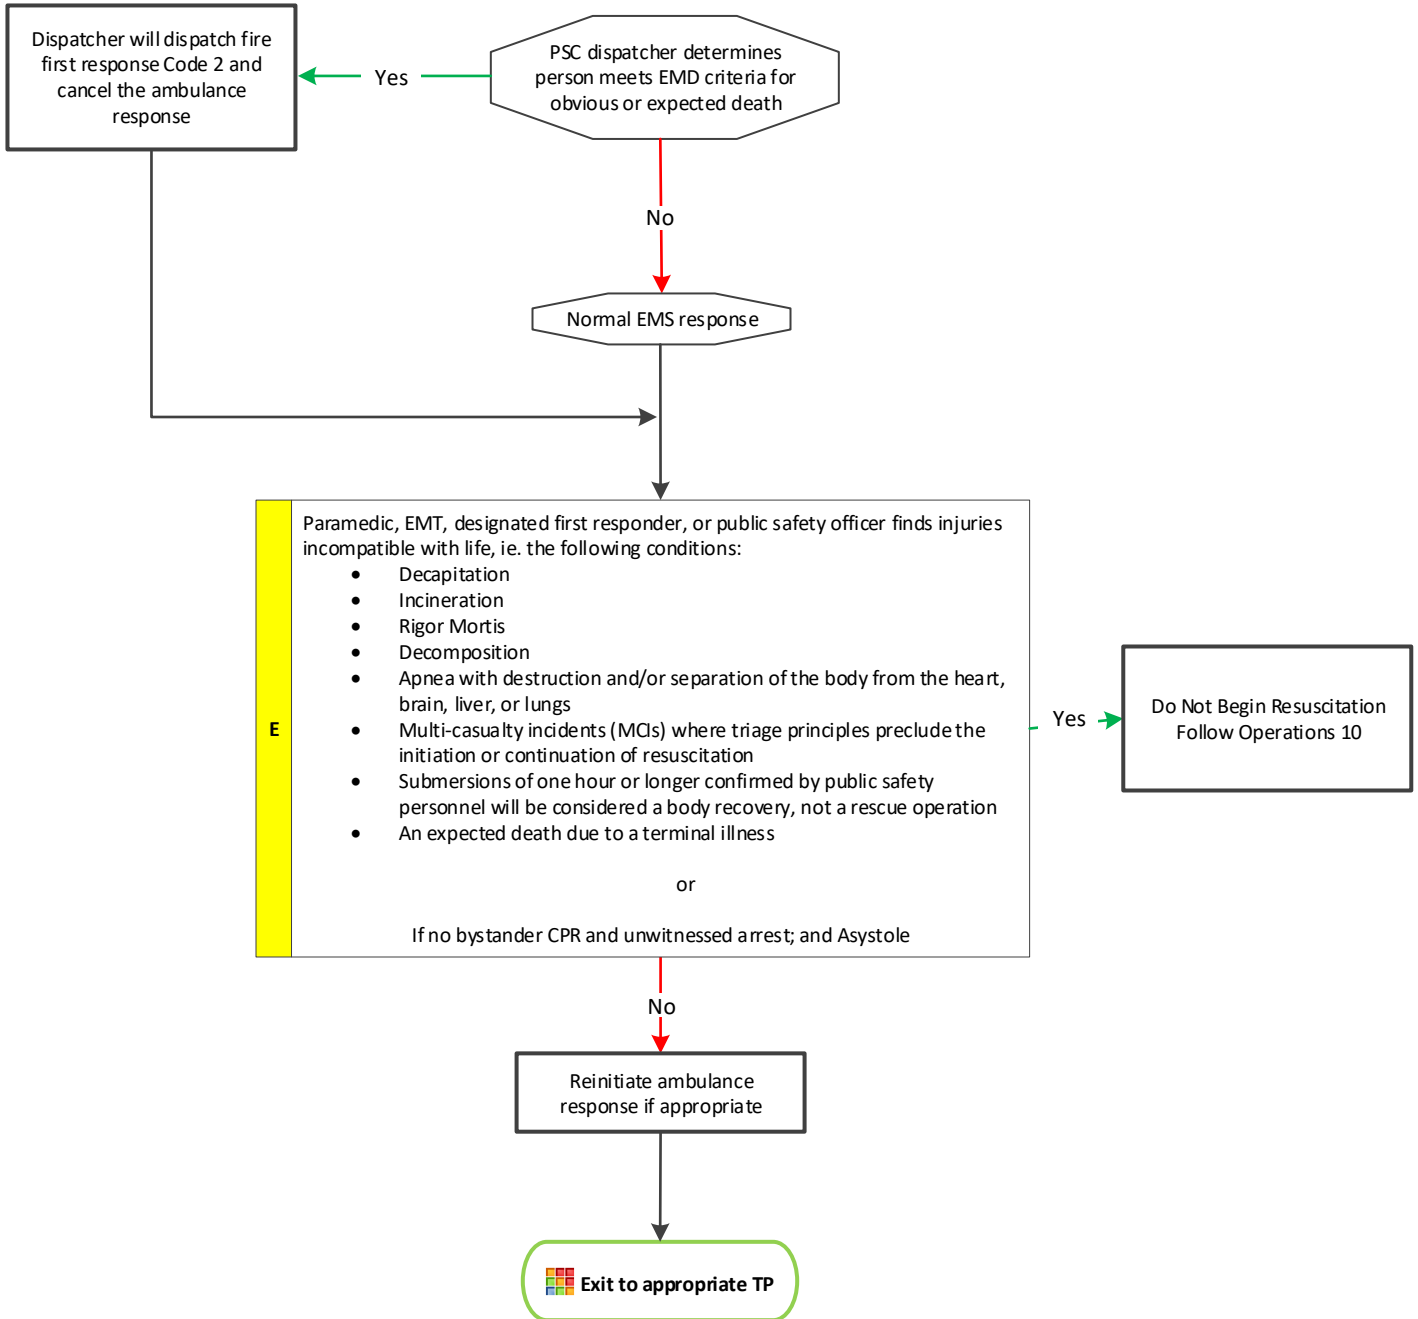 Dispatcher will dispatch fire
first response Code 2 and
cancel the ambulance
response
Yes
PSC dispatcher determines
person meets EMD criteria for
obvious or expected death
No
Normal EMS response
E
Paramedic, EMT, designated first responder, or public safety officer finds injuries
incompatible with life, ie. the following conditions:
• Decapitation
• Incineration
• Rigor Mortis
• Decomposition
• Apnea with destruction and/or separation of the body from the heart,
brain, liver, or lungs
• Multi-casualty incidents (MCIs) where triage principles preclude the
initiation or continuation of resuscitation
• Submersions of one hour or longer confirmed by public safety
personnel will be considered a body recovery, not a rescue operation
• An expected death due to a terminal illness
or
If no bystander CPR and unwitnessed arrest; and Asystole
Yes
Do Not Begin Resuscitation
Follow Operations 10
No
Reinitiate ambulance
response if appropriate
Exit to appropriate TP